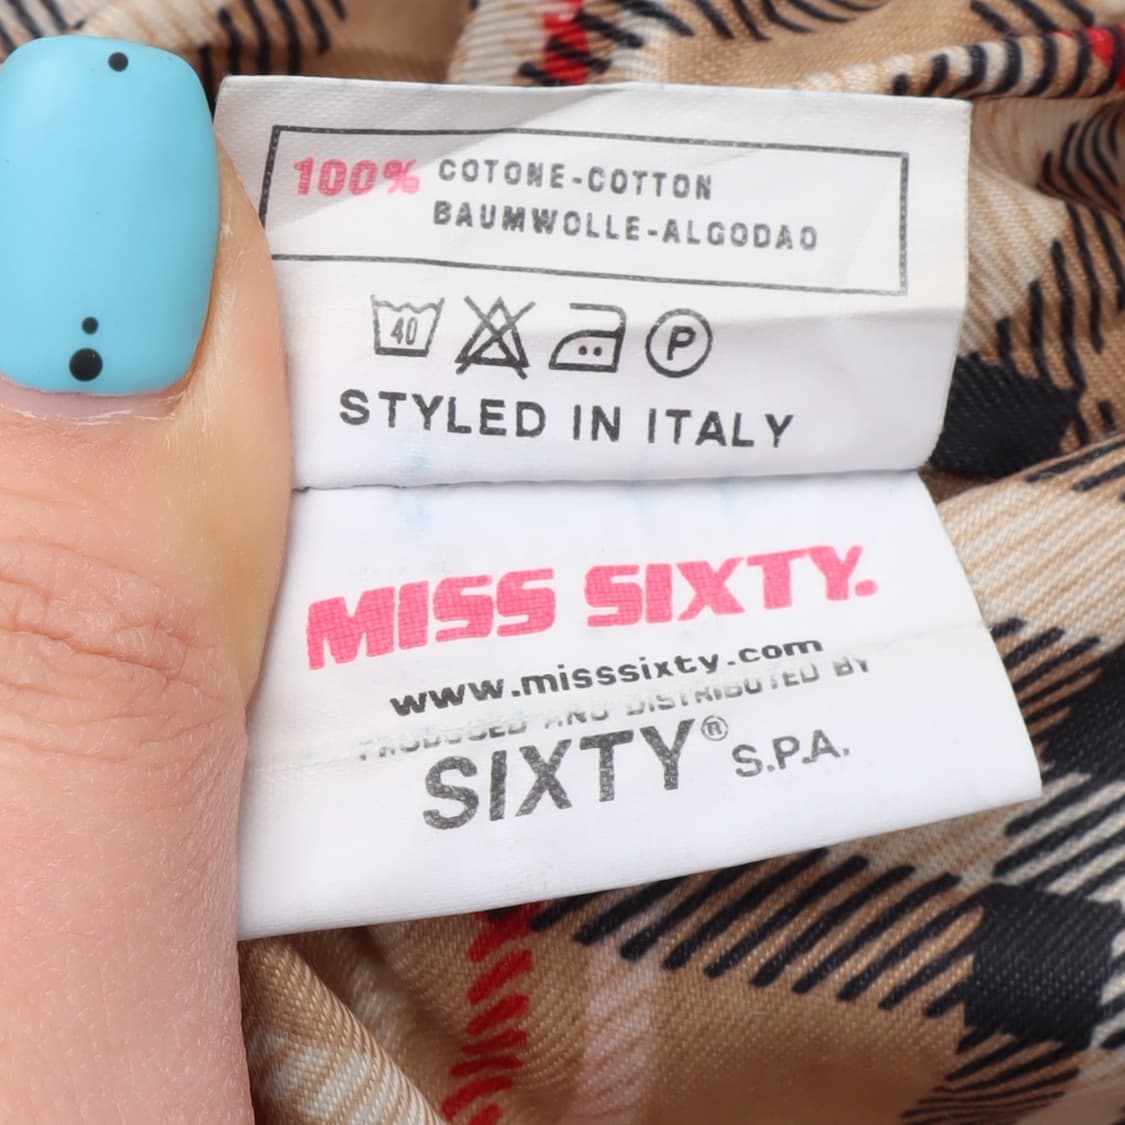 100% COTONE-COTTON
BAUMWOLLE-ALGODAO
40
P
STYLED IN ITALY
MISS SIXTY.
www.misssixty.com
PRODUCED AND DISTRIBUTED BY
SIXTY® S.P.A.